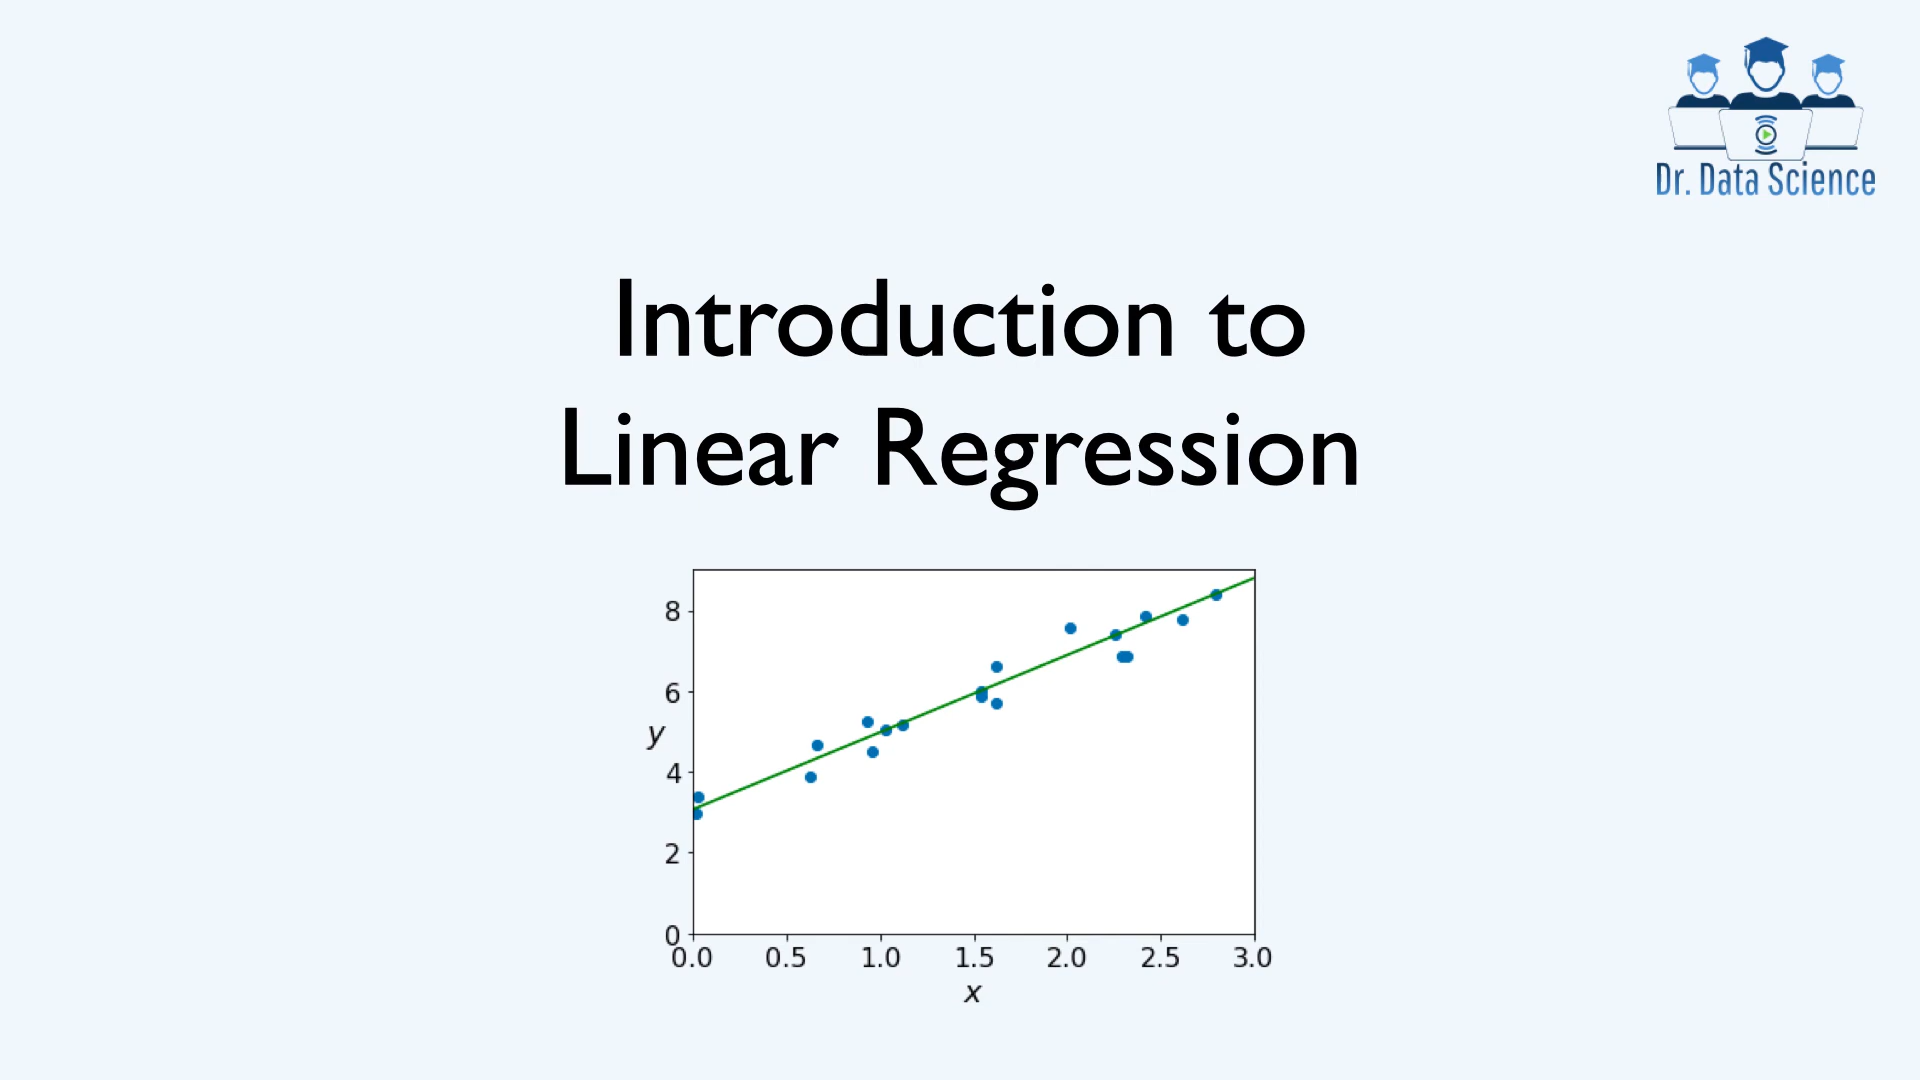 Dr. Data Science
Introduction to
Linear Regression
8
6
y
4
2
0
0.0 0.5 1.0 1.5 2.0 2.5 3.0
x